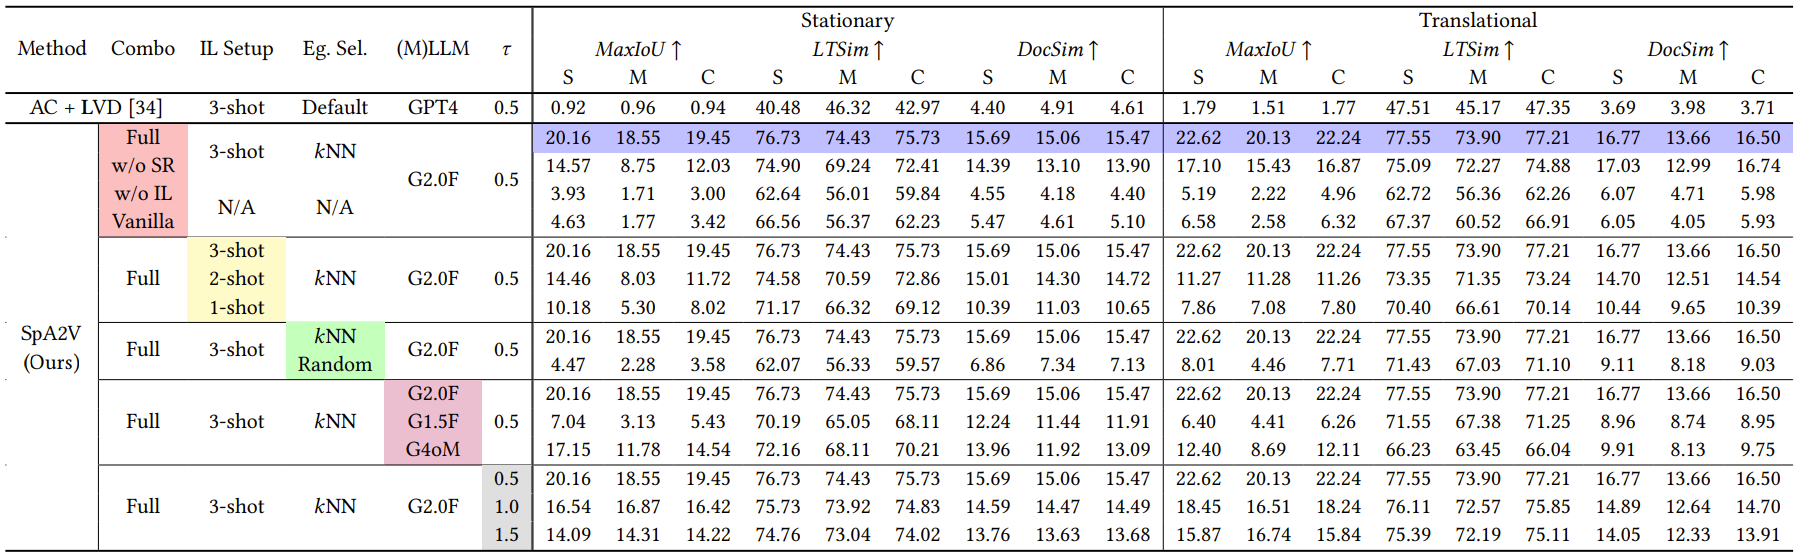 Stationary Translational
Method Combo IL Setup Eg. Sel. (M)LLM τ MaxIoU ↑ LTSim ↑ DocSim ↑ MaxIoU ↑ LTSim ↑ DocSim ↑
S M C S M C S M C S M C S M C S M C
AC + LVD [34] 3-shot Default GPT4 0.5 0.92 0.96 0.94 40.48 46.32 42.97 4.40 4.91 4.61 1.79 1.51 1.77 47.51 45.17 47.35 3.69 3.98 3.71
SpA2V (Ours)
Full 3-shot kNN G2.0F 0.5 20.16 18.55 19.45 76.73 74.43 75.73 15.69 15.06 15.47 22.62 20.13 22.24 77.55 73.90 77.21 16.77 13.66 16.50
w/o SR 14.57 8.75 12.03 74.90 69.24 72.41 14.39 13.10 13.90 17.10 15.43 16.87 75.09 72.27 74.88 17.03 12.99 16.74
w/o IL N/A N/A 3.93 1.71 3.00 62.64 56.01 59.84 4.55 4.18 4.40 5.19 2.22 4.96 62.72 56.36 62.26 6.07 4.71 5.98
Vanilla 4.63 1.77 3.42 66.56 56.37 62.23 5.47 4.61 5.10 6.58 2.58 6.32 67.37 60.52 66.91 6.05 4.05 5.93
3-shot 20.16 18.55 19.45 76.73 74.43 75.73 15.69 15.06 15.47 22.62 20.13 22.24 77.55 73.90 77.21 16.77 13.66 16.50
Full 2-shot kNN G2.0F 0.5 14.46 8.03 11.72 74.58 70.59 72.86 15.01 14.30 14.72 11.27 11.28 11.26 73.35 71.35 73.24 14.70 12.51 14.54
1-shot 10.18 5.30 8.02 71.17 66.32 69.12 10.39 11.03 10.65 7.86 7.08 7.80 70.40 66.61 70.14 10.44 9.65 10.39
Full 3-shot kNN G2.0F 0.5 20.16 18.55 19.45 76.73 74.43 75.73 15.69 15.06 15.47 22.62 20.13 22.24 77.55 73.90 77.21 16.77 13.66 16.50
Random 4.47 2.28 3.58 62.07 56.33 59.57 6.86 7.34 7.13 8.01 4.46 7.71 71.43 67.03 71.10 9.11 8.18 9.03
G2.0F 20.16 18.55 19.45 76.73 74.43 75.73 15.69 15.06 15.47 22.62 20.13 22.24 77.55 73.90 77.21 16.77 13.66 16.50
Full 3-shot kNN G1.5F 0.5 7.04 3.13 5.43 70.19 65.05 68.11 12.24 11.44 11.91 6.40 4.41 6.26 71.55 67.38 71.25 8.96 8.74 8.95
G4oM 17.15 11.78 14.54 72.16 68.11 70.21 13.96 11.92 13.09 12.40 8.69 12.11 66.23 63.45 66.04 9.91 8.13 9.75
0.5 20.16 18.55 19.45 76.73 74.43 75.73 15.69 15.06 15.47 22.62 20.13 22.24 77.55 73.90 77.21 16.77 13.66 16.50
Full 3-shot kNN G2.0F 1.0 16.54 16.87 16.42 75.73 73.92 74.83 14.59 14.47 14.49 18.45 16.51 18.24 76.11 72.57 75.85 14.89 12.64 14.70
1.5 14.09 14.31 14.22 74.76 73.04 74.02 13.76 13.63 13.68 15.87 16.74 15.84 75.39 72.19 75.11 14.05 12.33 13.91